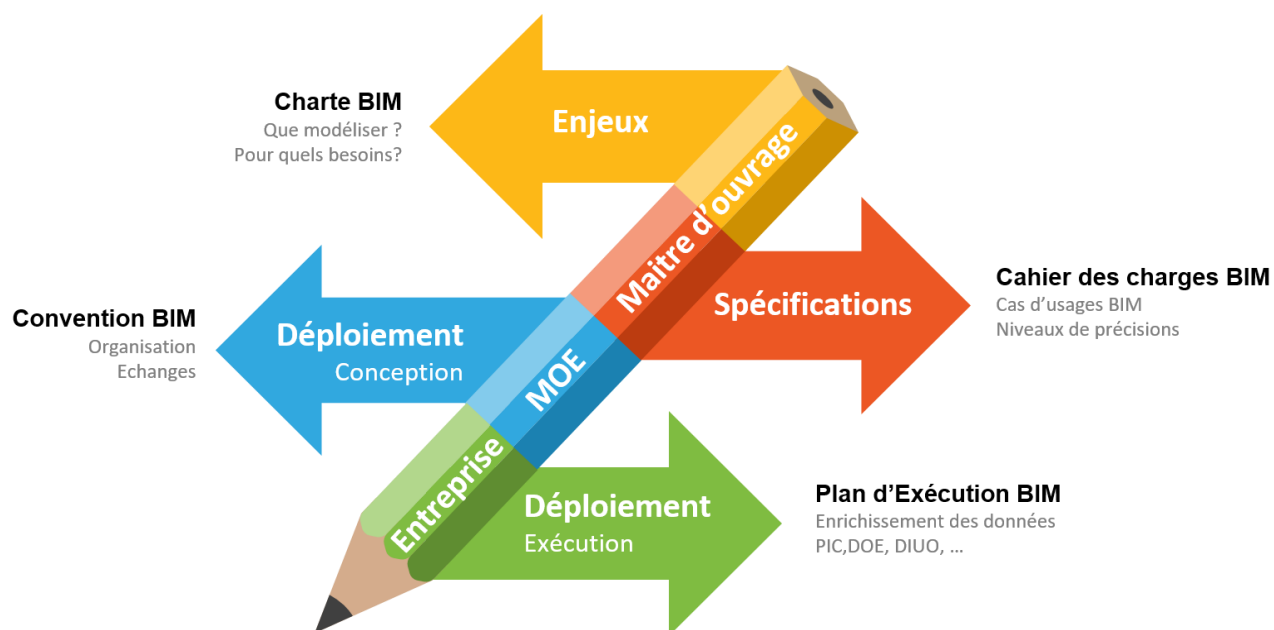 Charte BIM
Que modéliser ?
Pour quels besoins?
Enjeux
Maitre d'ouvrage
Spécifications
Cahier des charges BIM
Cas d'usages BIM
Niveaux de précisions
Convention BIM
Organisation
Echanges
Déploiement
Conception
MOE
Entreprise
Déploiement
Exécution
Plan d'Exécution BIM
Enrichissement des données
PIC,DOE, DIUO, ...